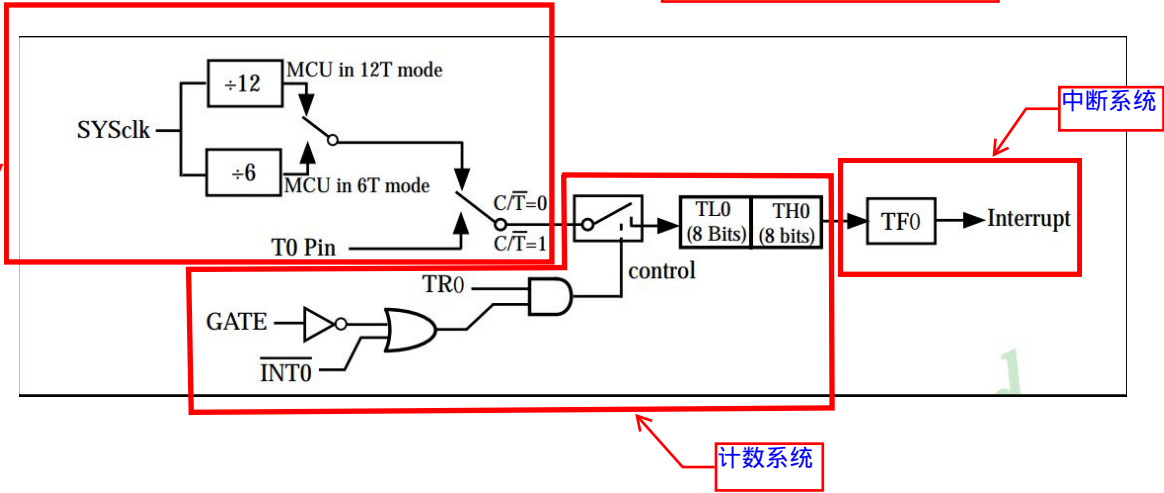 MCU in 12T mode
÷12
SYSclk
÷6
MCU in 6T mode
C/T̅=0
C/T̅=1
T0 Pin
TL0
(8 Bits)
TH0
(8 bits)
TF0
Interrupt
中断系统
control
TR0
GATE
I̅N̅T̅0̅
计数系统